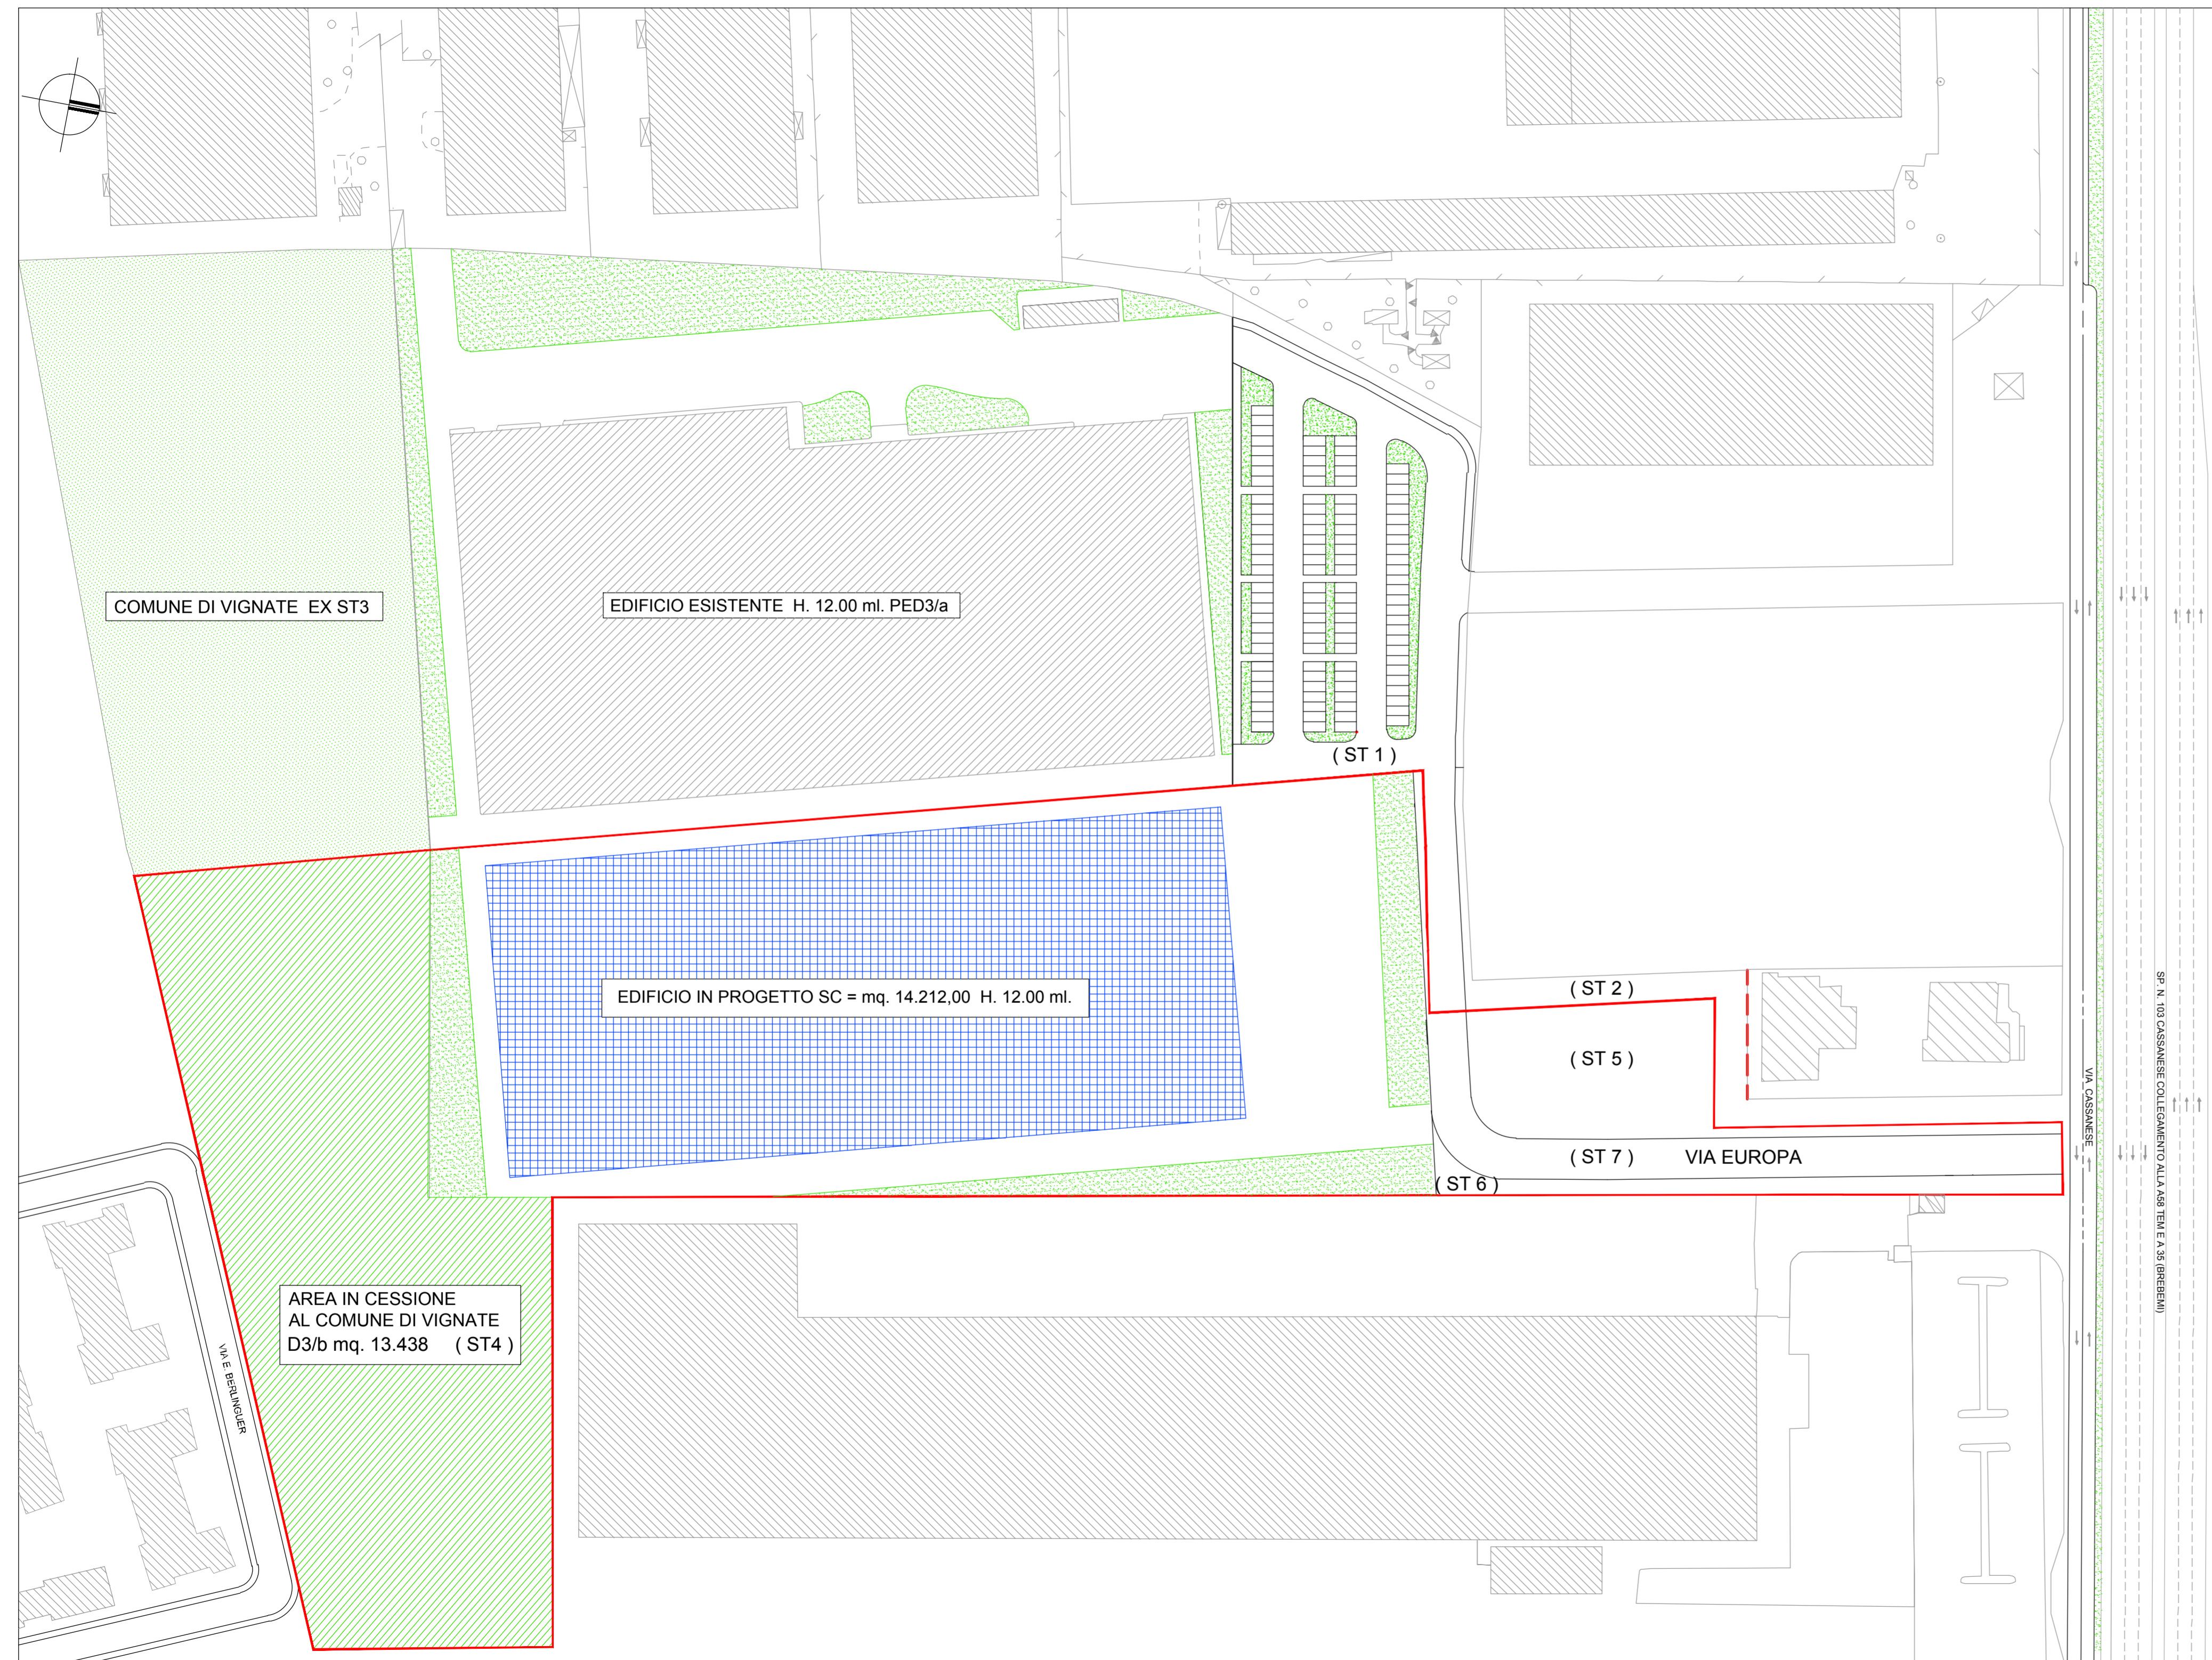 COMUNE DI VIGNATE EX ST3
EDIFICIO ESISTENTE H. 12.00 ml. PED3/a
( ST 1 )
EDIFICIO IN PROGETTO SC = mq. 14.212,00 H. 12.00 ml.
( ST 2 )
( ST 5 )
( ST 7 ) VIA EUROPA
( ST 6 )
VIA CASSANESE
SP. N. 103 CASSANESE COLLEGAMENTO ALLA A58 TEM E A 35 (BREBEMI)
AREA IN CESSIONE
AL COMUNE DI VIGNATE
D3/b mq. 13.438 ( ST4 )
VIA E. BERLINGUER